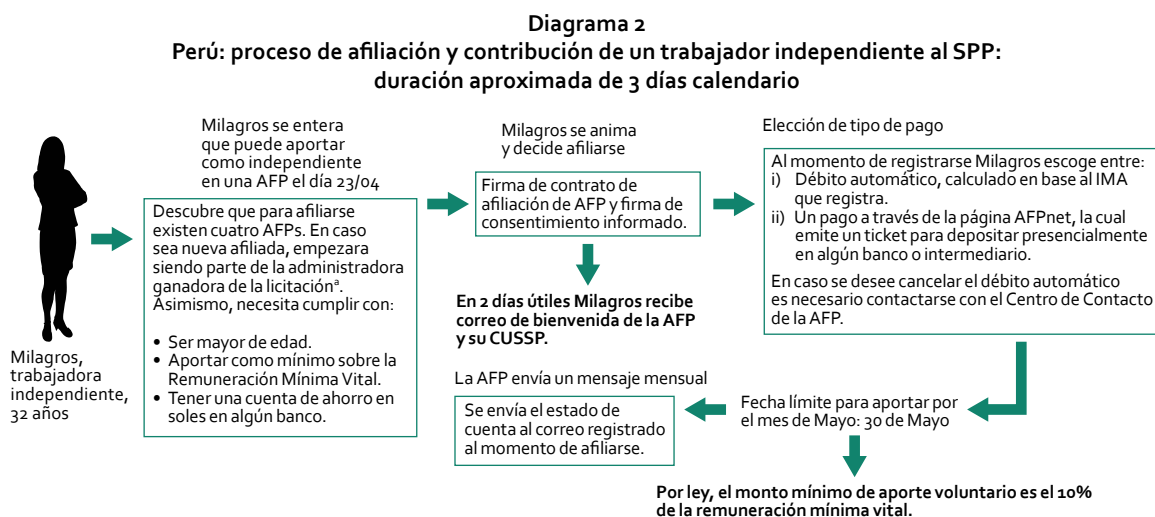 Diagrama 2
Perú: proceso de afiliación y contribución de un trabajador independiente al SPP:
duración aproximada de 3 días calendario
Milagros,
trabajadora
independiente,
32 años
Milagros se entera
que puede aportar
como independiente
en una AFP el día 23/04
Descubre que para afiliarse
existen cuatro AFPs. En caso
sea nueva afiliada, empezara
siendo parte de la administradora
ganadora de la licitaciónª.
Asimismo, necesita cumplir con:
• Ser mayor de edad.
• Aportar como mínimo sobre la
Remuneración Mínima Vital.
• Tener una cuenta de ahorro en
soles en algún banco.
Milagros se anima
y decide afiliarse
Firma de contrato de
afiliación de AFP y firma de
consentimiento informado.
En 2 días útiles Milagros recibe
correo de bienvenida de la AFP
y su CUSSP.
Elección de tipo de pago
Al momento de registrarse Milagros escoge entre:
i) Débito automático, calculado en base al IMA
que registra.
ii) Un pago a través de la página AFPnet, la cual
emite un ticket para depositar presencialmente
en algún banco o intermediario.
En caso se desee cancelar el débito automático
es necesario contactarse con el Centro de Contacto
de la AFP.
Fecha límite para aportar por
el mes de Mayo: 30 de Mayo
La AFP envía un mensaje mensual
Se envía el estado de
cuenta al correo registrado
al momento de afiliarse.
Por ley, el monto mínimo de aporte voluntario es el 10%
de la remuneración mínima vital.